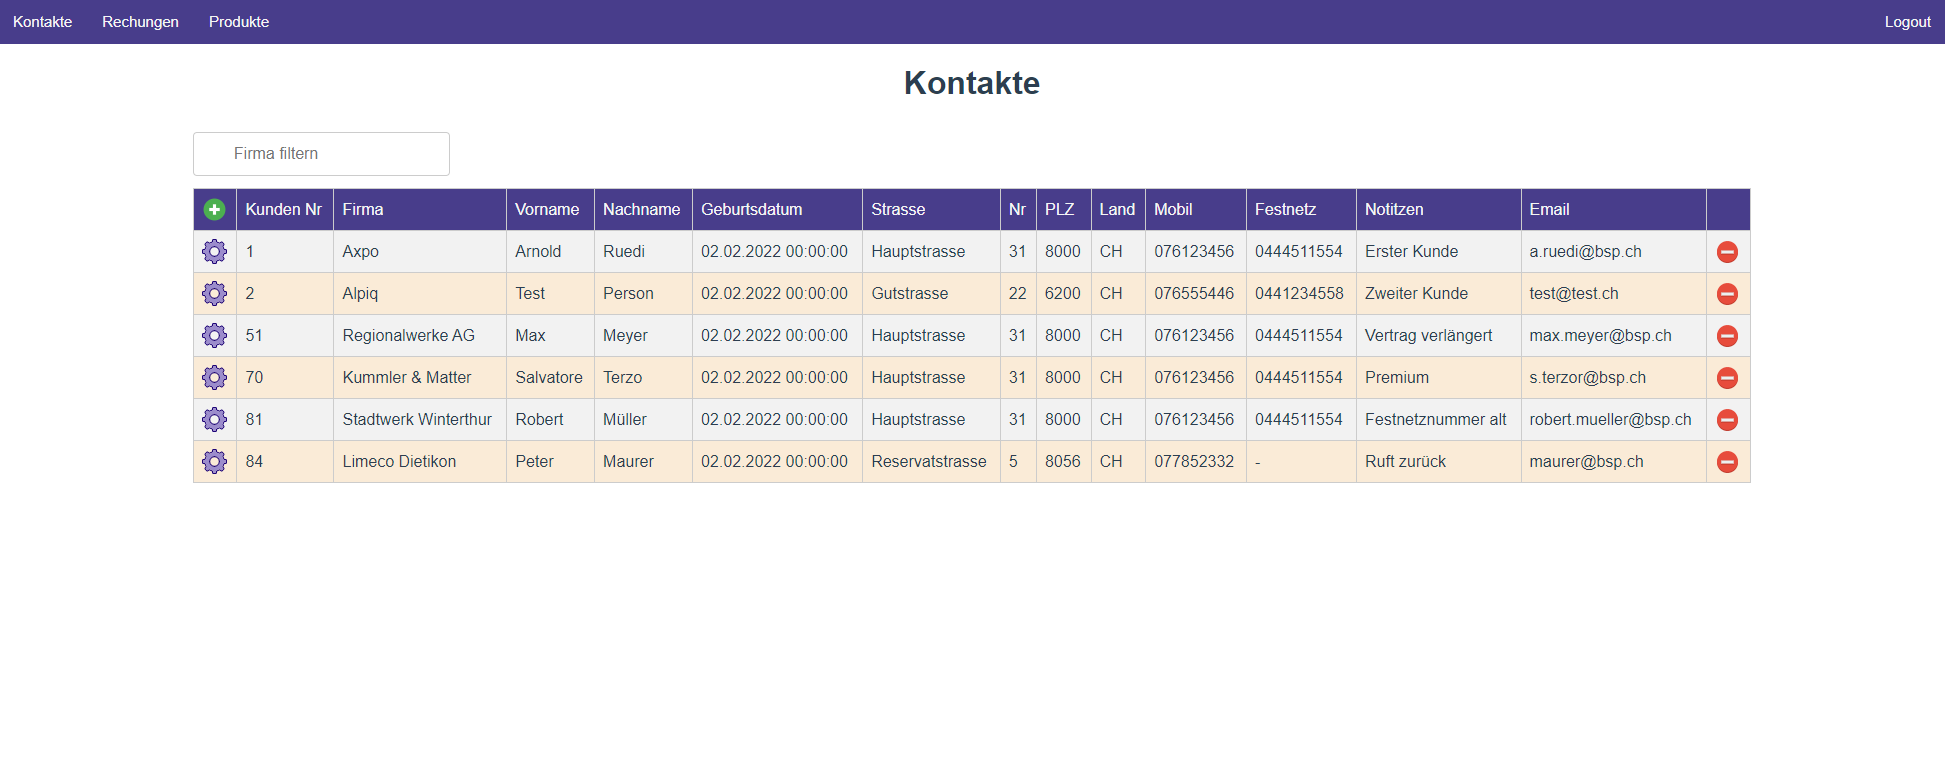 Kontakte Rechungen Produkte Logout
Kontakte
Firma filtern
Kunden Nr Firma Vorname Nachname Geburtsdatum Strasse Nr PLZ Land Mobil Festnetz Notitzen Email
1 Axpo Arnold Ruedi 02.02.2022 00:00:00 Hauptstrasse 31 8000 CH 076123456 0444511554 Erster Kunde a.ruedi@bsp.ch
2 Alpiq Test Person 02.02.2022 00:00:00 Gutstrasse 22 6200 CH 076555446 0441234558 Zweiter Kunde test@test.ch
51 Regionalwerke AG Max Meyer 02.02.2022 00:00:00 Hauptstrasse 31 8000 CH 076123456 0444511554 Vertrag verlängert max.meyer@bsp.ch
70 Kummler & Matter Salvatore Terzo 02.02.2022 00:00:00 Hauptstrasse 31 8000 CH 076123456 0444511554 Premium s.terzor@bsp.ch
81 Stadtwerk Winterthur Robert Müller 02.02.2022 00:00:00 Hauptstrasse 31 8000 CH 076123456 0444511554 Festnetznummer alt robert.mueller@bsp.ch
84 Limeco Dietikon Peter Maurer 02.02.2022 00:00:00 Reservatstrasse 5 8056 CH 077852332 - Ruft zurück maurer@bsp.ch